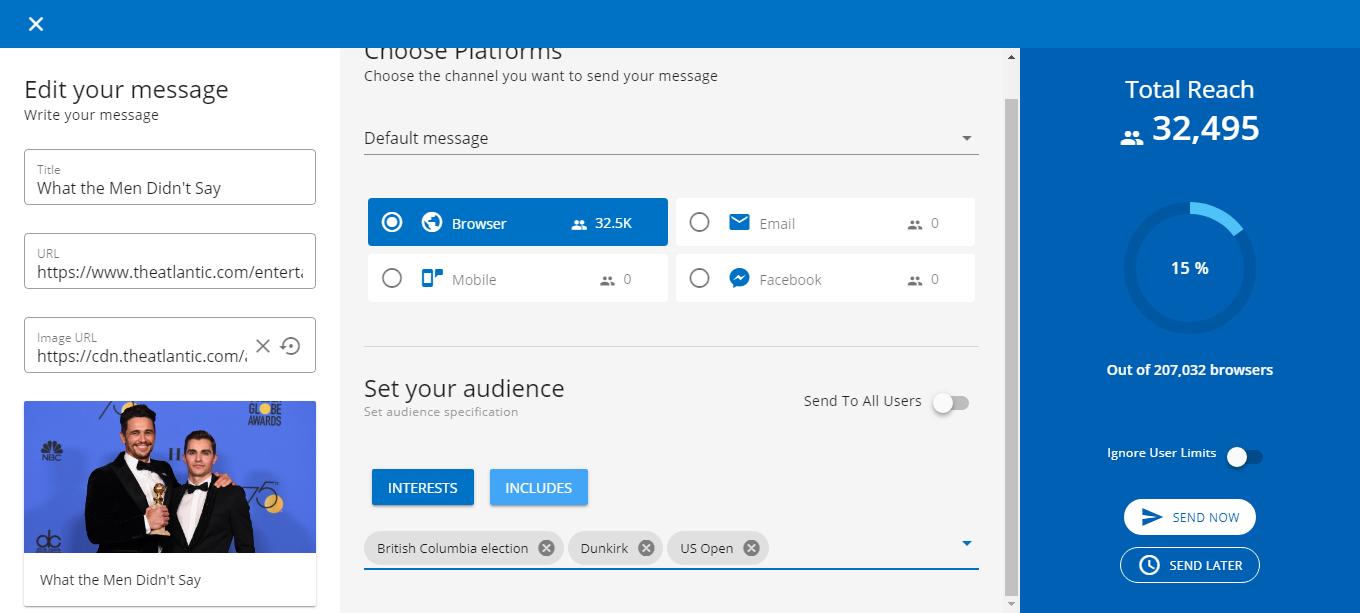 Edit your message
Write your message
Title
What the Men Didn't Say
URL
https://www.theatlantic.com/enterta
Image URL
https://cdn.theatlantic.com/a
75
GLOBE
AWARDS
NBC
H
75
dc
What the Men Didn't Say
Choose Platforms
Choose the channel you want to send your message
Default message
Browser 32.5K
Email 0
Mobile 0
Facebook 0
Set your audience
Set audience specification
Send To All Users
INTERESTS INCLUDES
British Columbia election Dunkirk US Open
Total Reach
32,495
15 %
Out of 207,032 browsers
Ignore User Limits
SEND NOW
SEND LATER